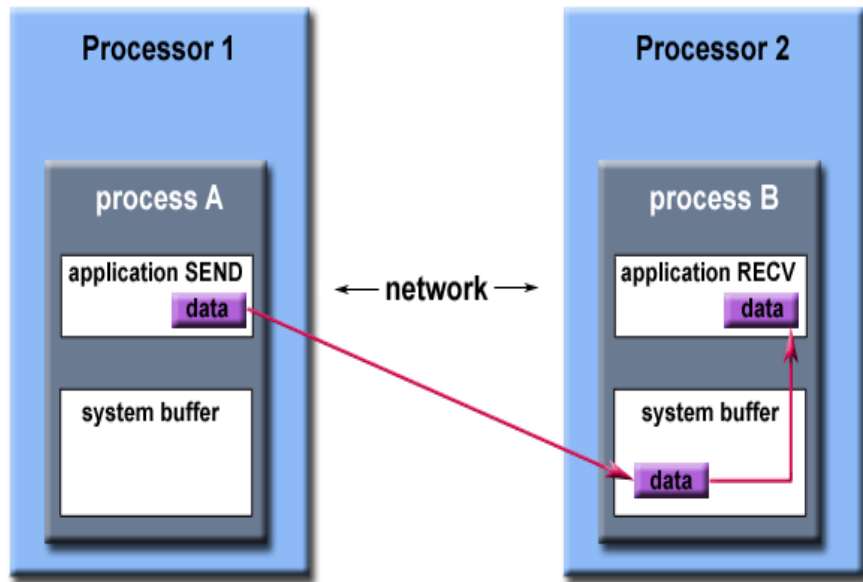 Processor 1
process A
application SEND
data
system buffer
network
Processor 2
process B
application RECV
data
system buffer
data